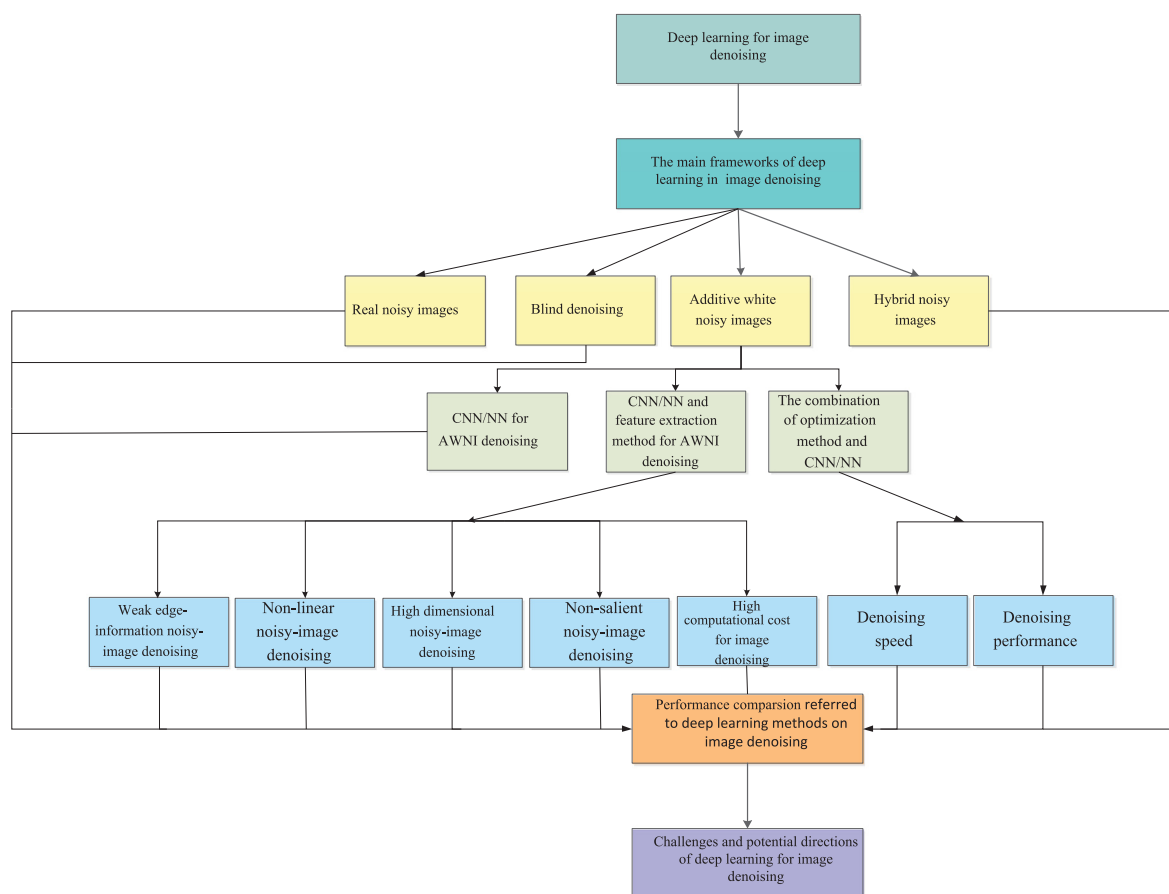 Deep learning for image
denoising
The main frameworks of deep
learning in image denoising
Real noisy images
Blind denoising
Additive white
noisy images
Hybrid noisy
images
CNN/NN for
AWNI denoising
CNN/NN and
feature extraction
method for AWNI
denoising
The combination
of optimization
method and
CNN/NN
Weak edge-
information noisy-
image denoising
Non-linear
noisy-image
denoising
High dimensional
noisy-image
denoising
Non-salient
noisy-image
denoising
High
computational cost
for image
denoising
Denoising
speed
Denoising
performance
Performance comparsion referred
to deep learning methods on
image denoising
Challenges and potential directions
of deep learning for image
denoising